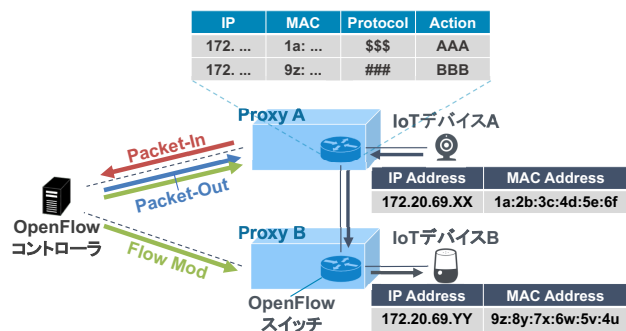 IP MAC Protocol Action
172. ... 1a: ... $$$ AAA
172. ... 9z: ... ### BBB
Proxy A
IoTデバイスA
Packet-In
Packet-Out
IP Address MAC Address
172.20.69.XX 1a:2b:3c:4d:5e:6f
OpenFlow
コントローラ
Flow Mod
Proxy B
IoTデバイスB
OpenFlow
スイッチ
IP Address MAC Address
172.20.69.YY 9z:8y:7x:6w:5v:4u